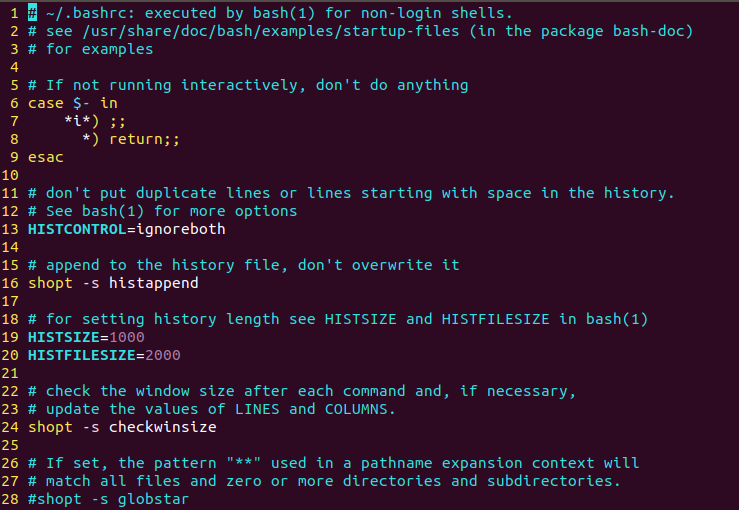 1 # ~/.bashrc: executed by bash(1) for non-login shells.
2 # see /usr/share/doc/bash/examples/startup-files (in the package bash-doc)
3 # for examples
4
5 # If not running interactively, don't do anything
6 case $- in
7     *i*) ;;
8       *) return;;
9 esac
10
11 # don't put duplicate lines or lines starting with space in the history.
12 # See bash(1) for more options
13 HISTCONTROL=ignoreboth
14
15 # append to the history file, don't overwrite it
16 shopt -s histappend
17
18 # for setting history length see HISTSIZE and HISTFILESIZE in bash(1)
19 HISTSIZE=1000
20 HISTFILESIZE=2000
21
22 # check the window size after each command and, if necessary,
23 # update the values of LINES and COLUMNS.
24 shopt -s checkwinsize
25
26 # If set, the pattern "**" used in a pathname expansion context will
27 # match all files and zero or more directories and subdirectories.
28 #shopt -s globstar